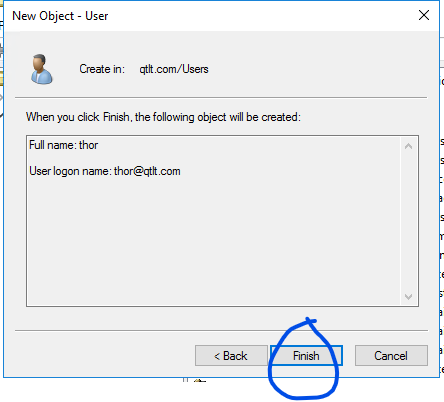 New Object - User
Create in: qtlt.com/Users
When you click Finish, the following object will be created:
Full name: thor
User logon name: thor@qtlt.com
< Back Finish Cancel